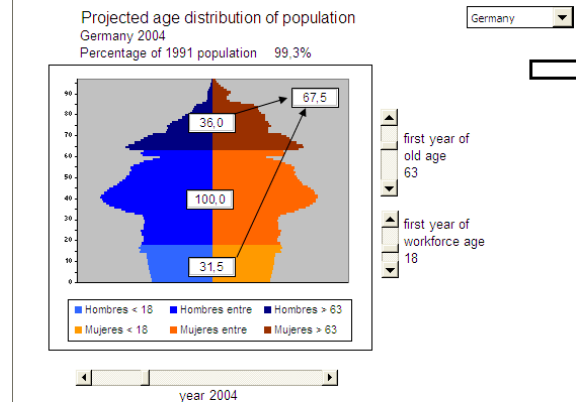 Projected age distribution of population
Germany 2004
Percentage of 1991 population 99,3%
Germany
90
80
70
60
50
40
30
20
10
0
67,5
36,0
100,0
31,5
first year of
old age
63
first year of
workforce age
18
Hombres < 18 Hombres entre Hombres > 63
Mujeres < 18 Mujeres entre Mujeres > 63
year 2004